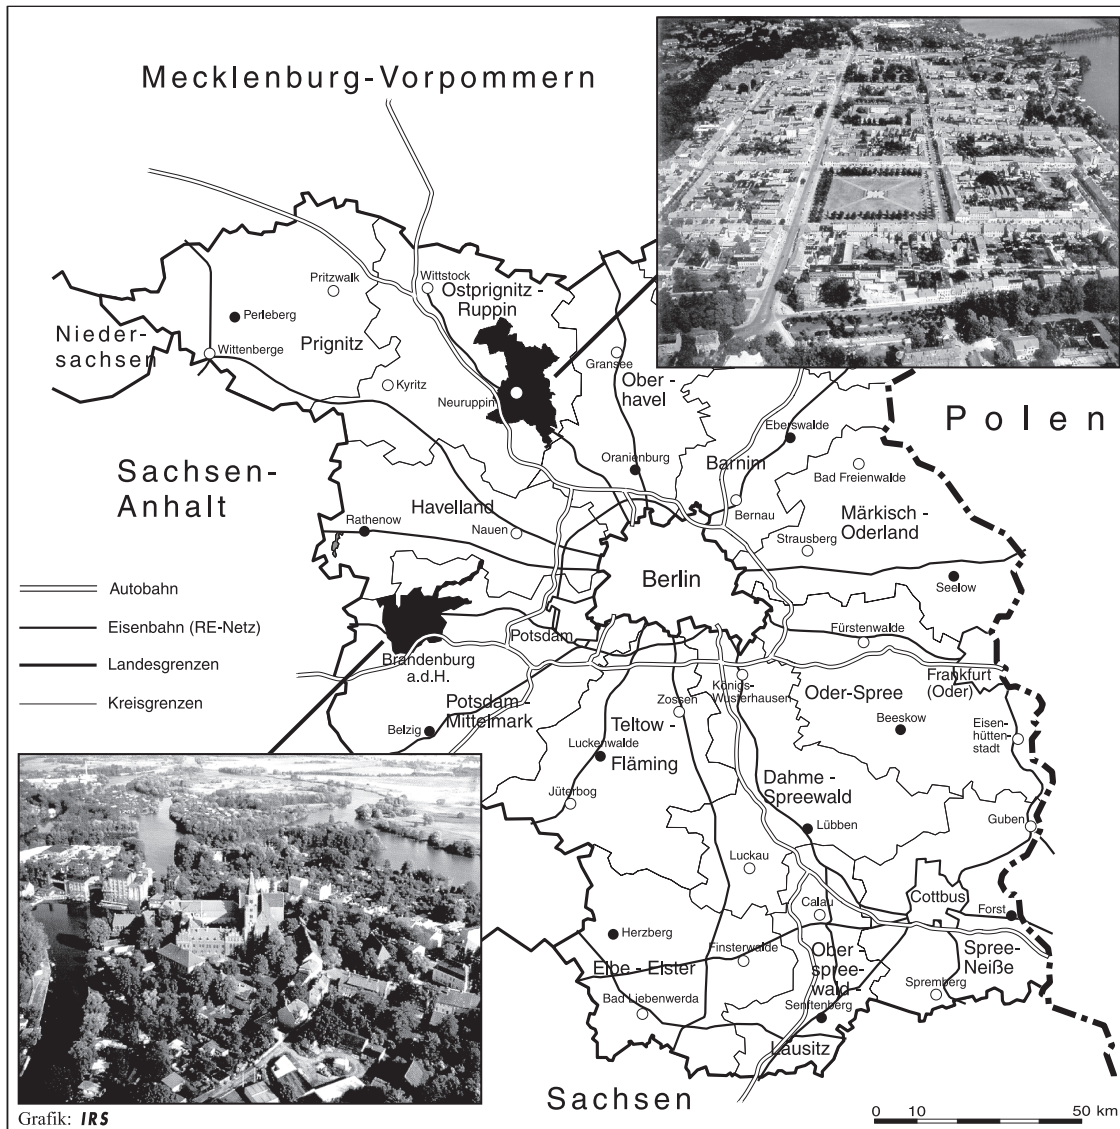 Mecklenburg-Vorpommern
Pritzwalk
Wittstock
Ostprignitz -
Ruppin
Perleberg
Nieder-
sachsen
Prignitz
Wittenberge
Gransee
Kyritz
Neuruppin
Ober -
havel
Polen
Eberswalde
Sachsen-
Anhalt
Oranienburg
Barnim
Bad Freienwalde
Havelland
Bernau
Märkisch -
Oderland
Rathenow
Nauen
Strausberg
Berlin
Seelow
Autobahn
Eisenbahn (RE-Netz)
Landesgrenzen
Kreisgrenzen
Potsdam
Fürstenwalde
Brandenburg
a.d.H.
Frankfurt
(Oder)
Königs-
Wusterhausen
Potsdam -
Mittelmark
Zossen
Oder-Spree
Belzig
Teltow -
Fläming
Beeskow
Eisen-
hütten-
stadt
Luckenwalde
Jüterbog
Dahme -
Spreewald
Lübben
Guben
Luckau
Calau
Cottbus
Forst
Herzberg
Finsterwalde
Ober
spree-
wald -
Lausitz
Spree-
Neiße
Elbe - Elster
Spremberg
Bad Liebenwerda
Senftenberg
Sachsen
Grafik: IRS
0 10 50 km